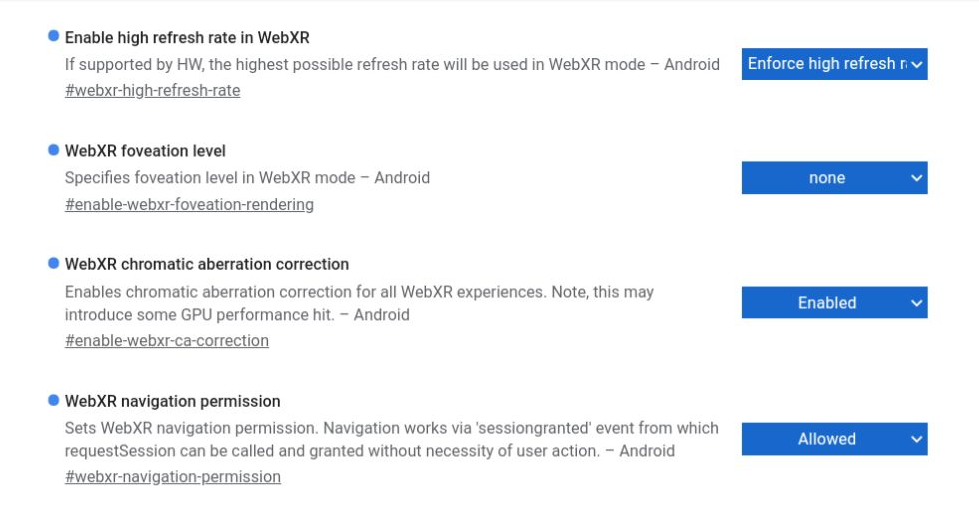 Enable high refresh rate in WebXR
If supported by HW, the highest possible refresh rate will be used in WebXR mode – Android
Enforce high refresh r
#webxr-high-refresh-rate
WebXR foveation level
Specifies foveation level in WebXR mode – Android
none
#enable-webxr-foveation-rendering
WebXR chromatic aberration correction
Enables chromatic aberration correction for all WebXR experiences. Note, this may
introduce some GPU performance hit. – Android
Enabled
#enable-webxr-ca-correction
WebXR navigation permission
Sets WebXR navigation permission. Navigation works via 'sessiongranted' event from which
requestSession can be called and granted without necessity of user action. – Android
Allowed
#webxr-navigation-permission